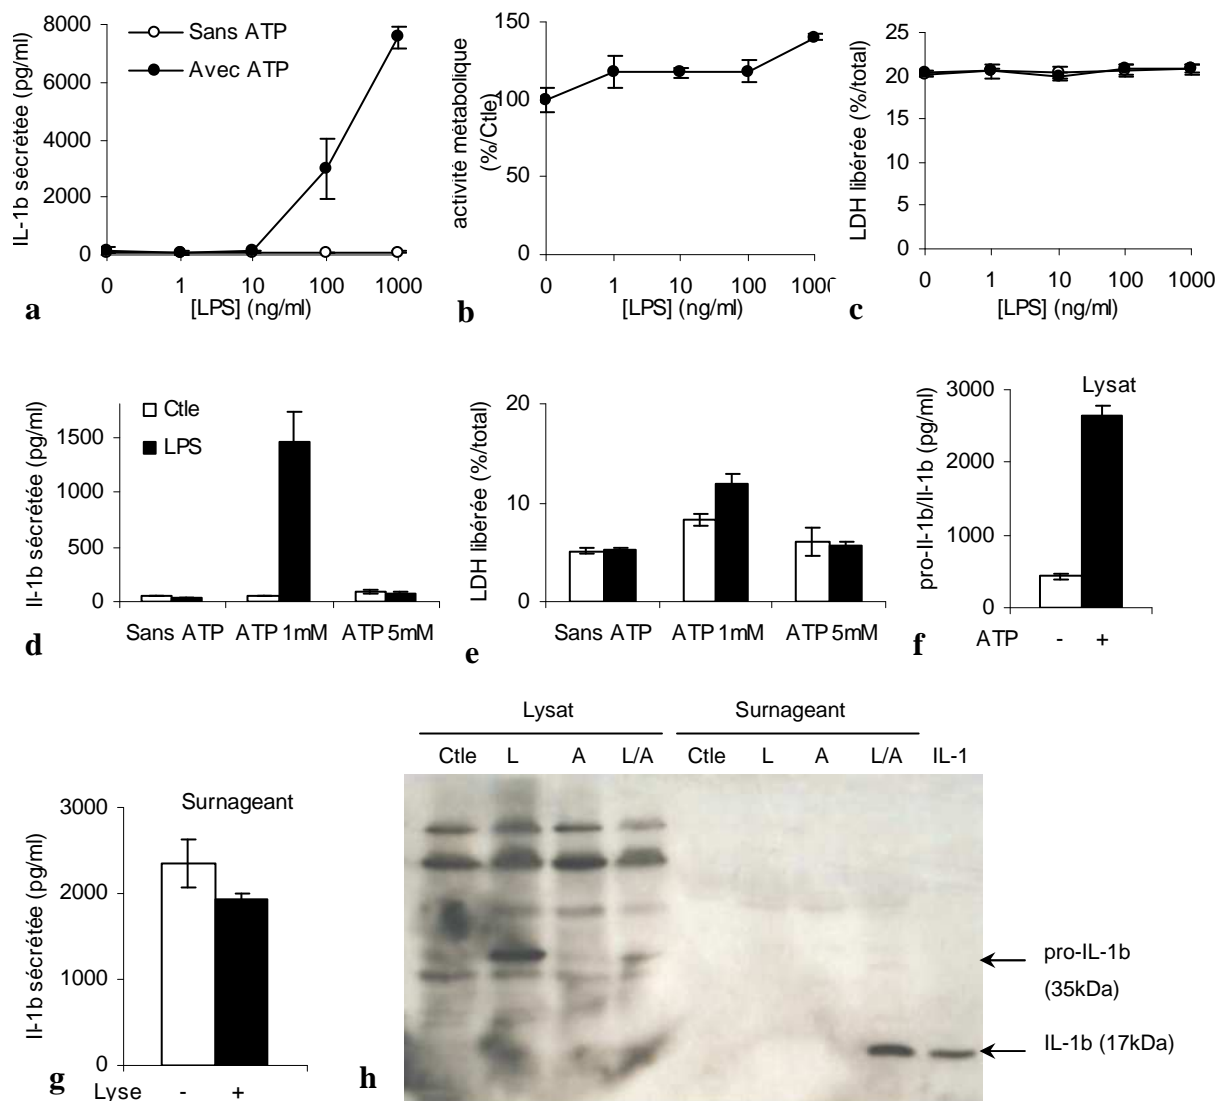 IL-1b sécrétée (pg/ml)
8000
6000
4000
2000
0
Sans ATP
Avec ATP
0 1 10 100 1000
[LPS] (ng/ml)
a
activité métabolique
(%/Ctle)
150
100
50
0
0 1 10 100 1000
[LPS] (ng/ml)
b
LDH libérée (%/total)
25
20
15
10
5
0
0 1 10 100 1000
[LPS] (ng/ml)
c
Il-1b sécrétée (pg/ml)
1500
1000
500
0
Ctle
LPS
Sans ATP ATP 1mM ATP 5mM
d
LDH libérée (%/total)
20
10
0
Sans ATP ATP 1mM ATP 5mM
e
pro-Il-1b/Il-1b (pg/ml)
3000
2000
1000
0
Lysat
ATP - +
f
Il-1b sécrétée (pg/ml)
3000
2000
1000
0
Surnageant
Lyse - +
g
Lysat Surnageant
Ctle L A L/A Ctle L A L/A IL-1
pro-IL-1b
(35kDa)
IL-1b (17kDa)
h